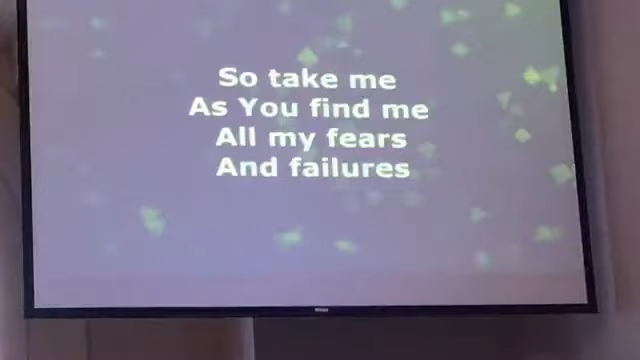 So take me
As You find me
All my fears
And failures